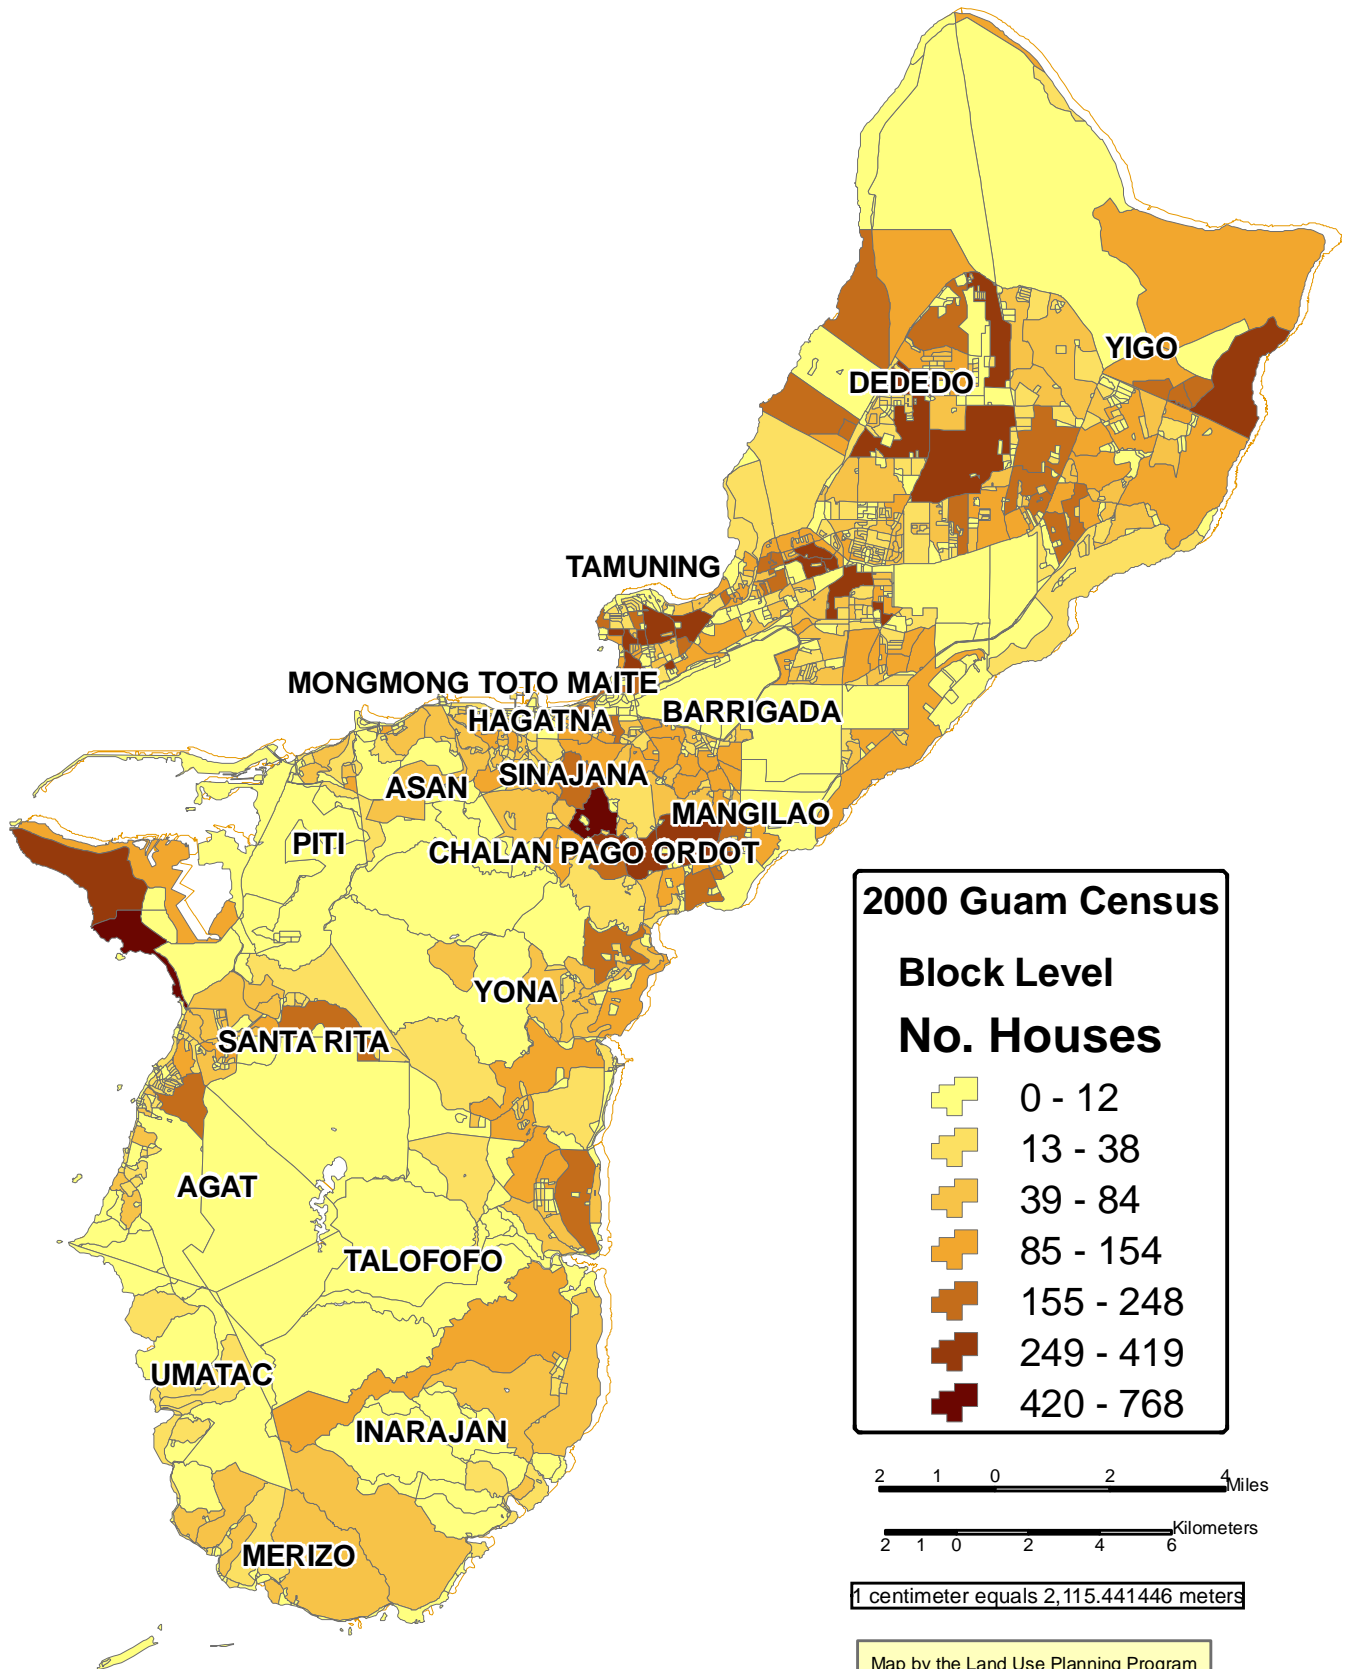 YIGO
DEDEDO
TAMUNING
MONGMONG TOTO MAITE
HAGATNA
BARRIGADA
SINAJANA
ASAN
MANGILAO
PITI
CHALAN PAGO ORDOT
YONA
SANTA RITA
AGAT
TALOFOFO
UMATAC
INARAJAN
MERIZO
2000 Guam Census
Block Level
No. Houses
0 - 12
13 - 38
39 - 84
85 - 154
155 - 248
249 - 419
420 - 768
2 1 0 2 4 Miles
Kilometers
2 1 0 2 4 6
1 centimeter equals 2,115.441446 meters
Map by the Land Use Planning Program